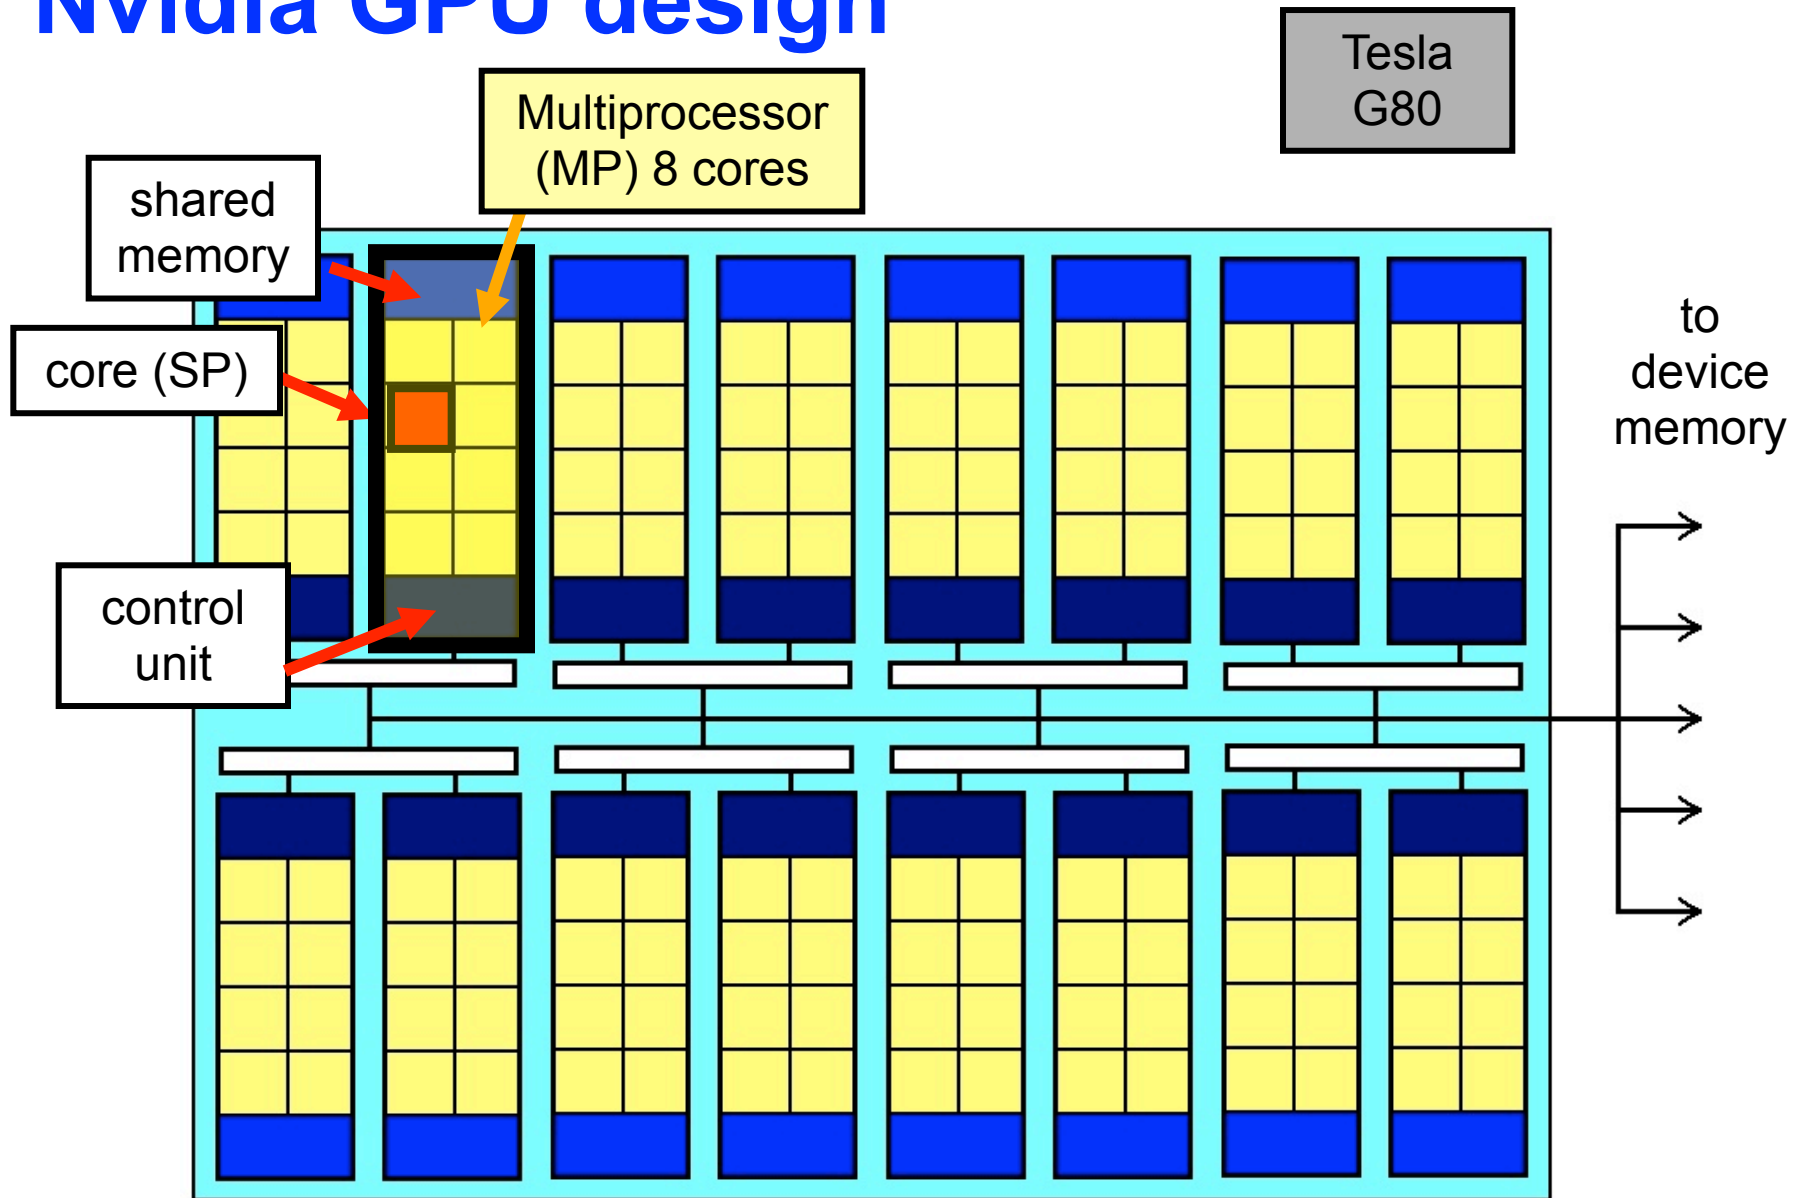 Nvidia GPU design
Tesla
G80
Multiprocessor
(MP) 8 cores
shared
memory
core (SP)
control
unit
to
device
memory